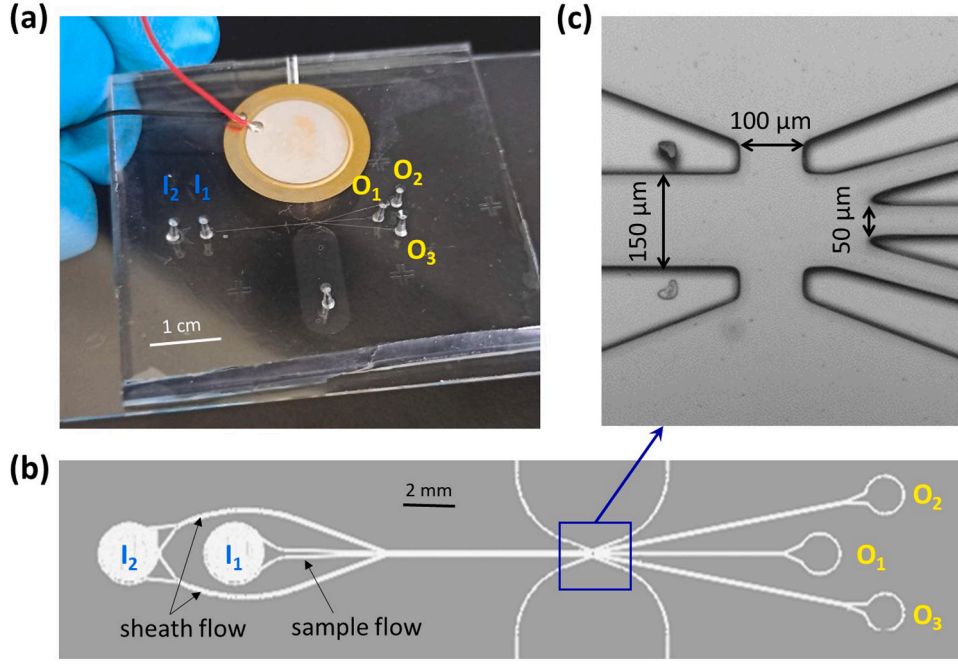 (a)
I2 I1
O1 O2
O3
1 cm
(c)
100 µm
150 µm
50 µm
(b)
2 mm
I2
I1
O2
O1
O3
sheath flow
sample flow